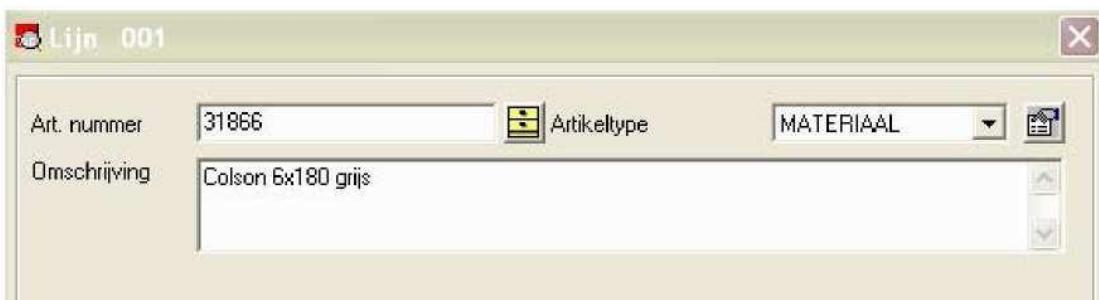 Lijn 001
Art. nummer 31866 Artikeltype MATERIAAL
Omschrijving Colson 6x180 grijs